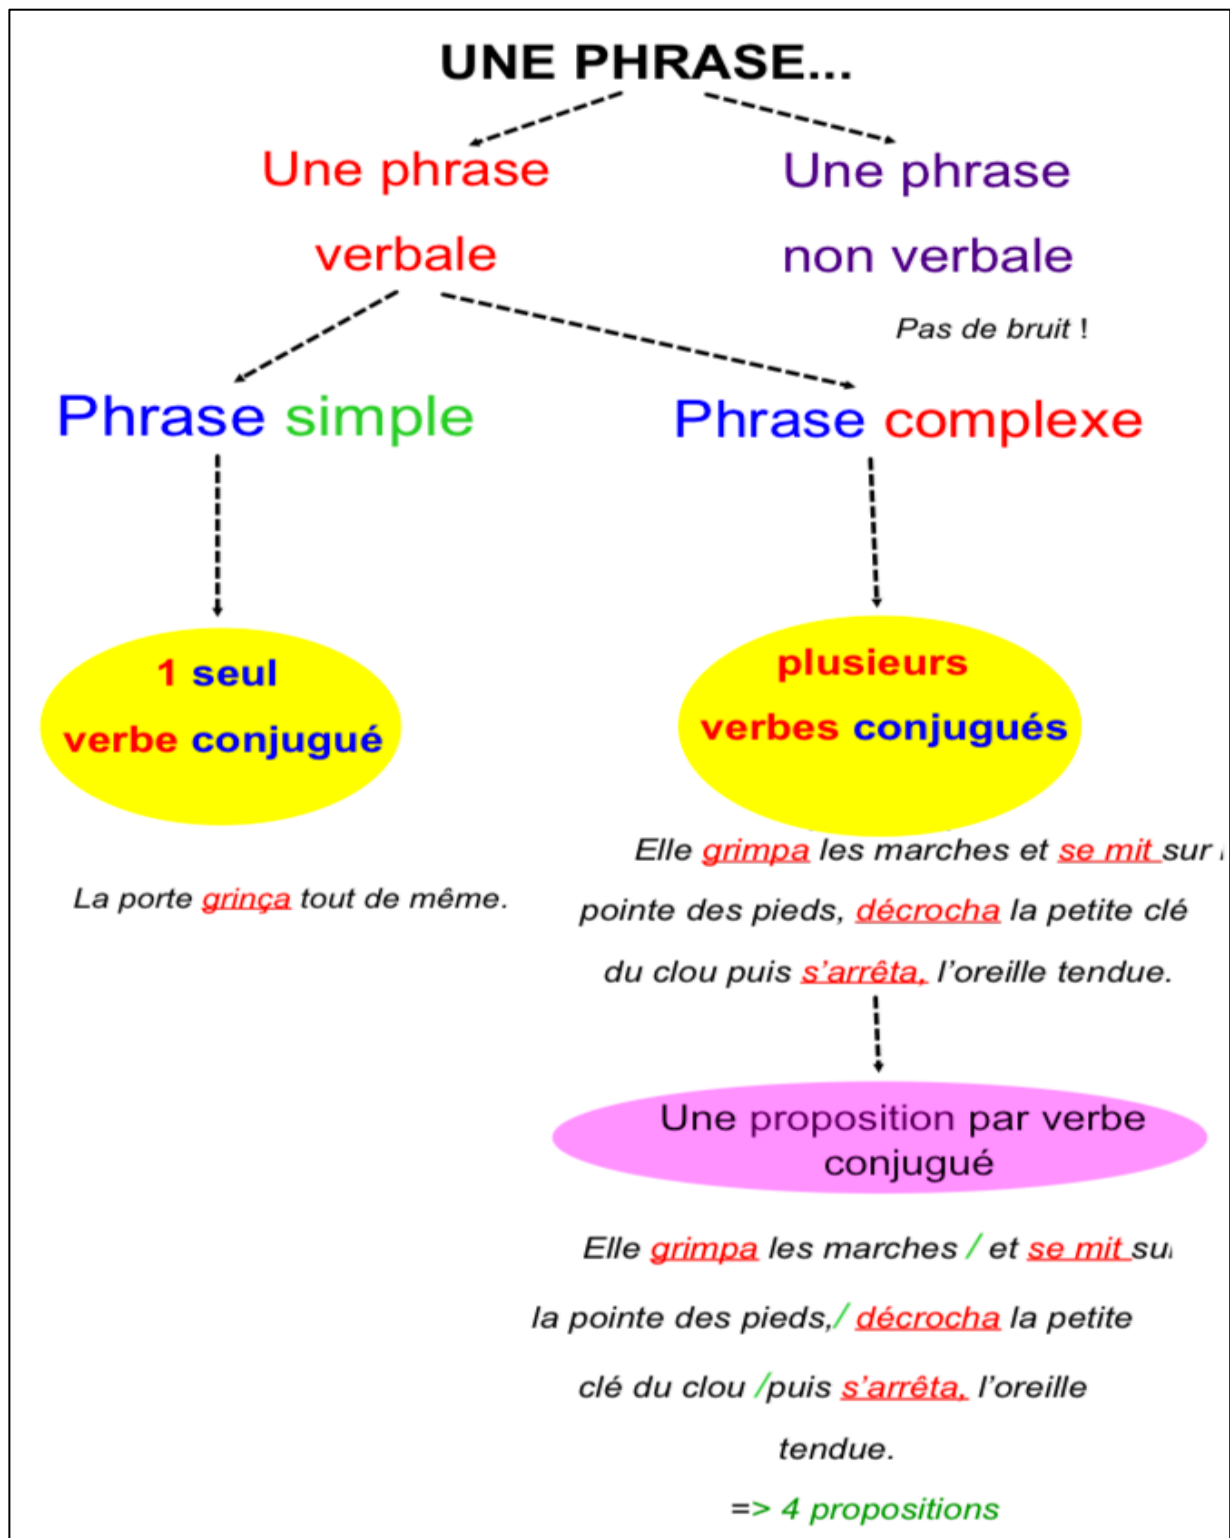 UNE PHRASE...
Une phrase
verbale
Une phrase
non verbale
Pas de bruit !
Phrase simple
Phrase complexe
1 seul
verbe conjugué
plusieurs
verbes conjugués
La porte grinça tout de même.
Elle grimpa les marches et se mit sur
pointe des pieds, décrocha la petite clé
du clou puis s'arrêta, l'oreille tendue.
Une proposition par verbe
conjugué
Elle grimpa les marches / et se mit sur
la pointe des pieds,/ décrocha la petite
clé du clou /puis s'arrêta, l'oreille
tendue.
=> 4 propositions